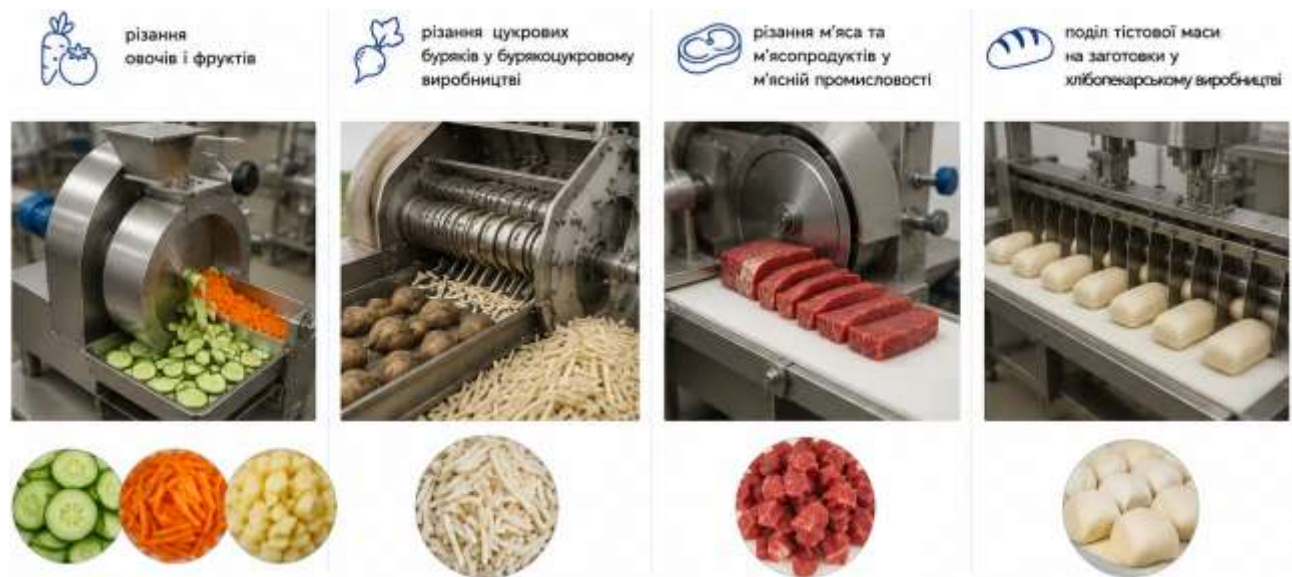 різання
овочів і фруктів
різання цукрових
буряків у бурякоцукровому
виробництві
різання м'яса та
м'ясопродуктів у
м'ясній промисловості
поділ тістової маси
на заготовки у
хлібопекарському виробництві